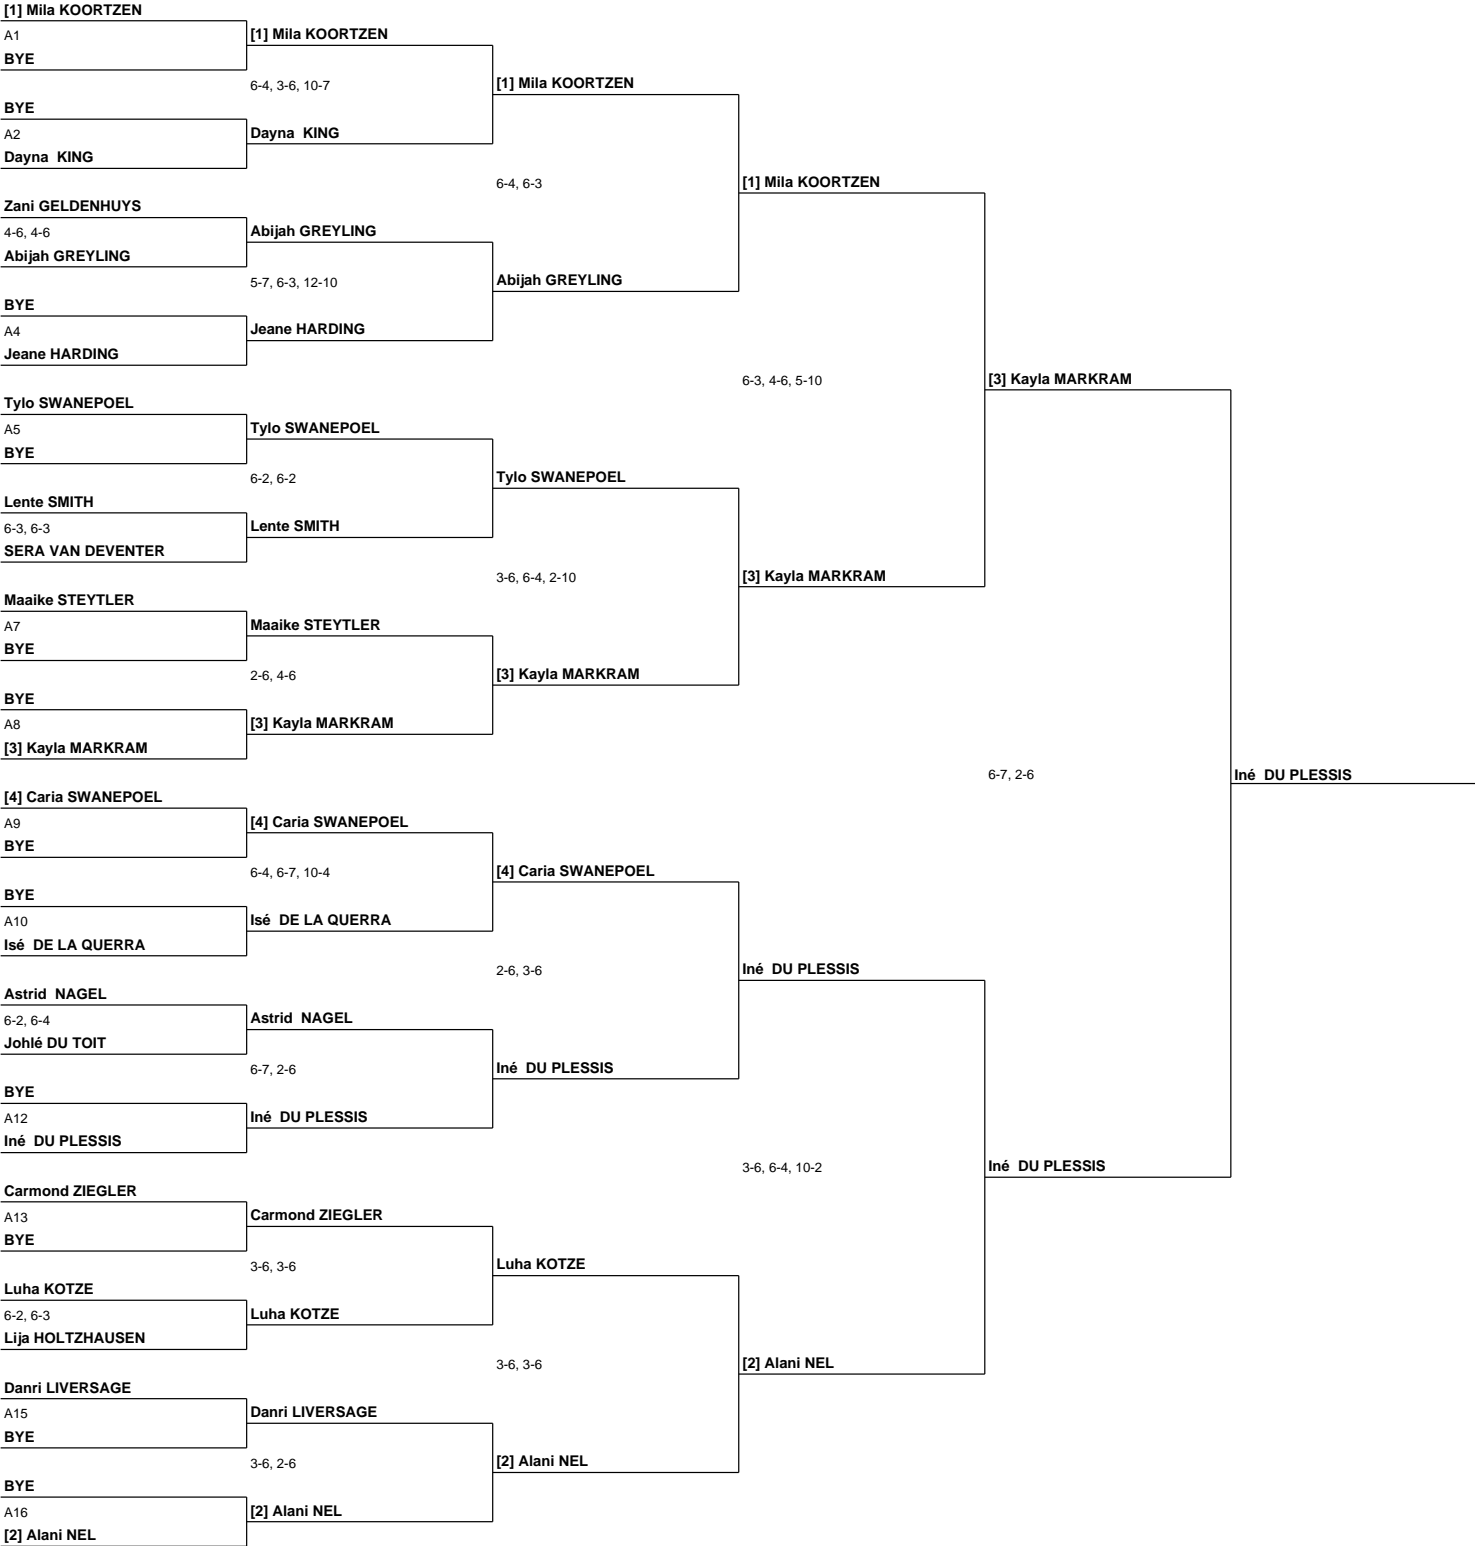 [1] Mila KOORTZEN
A1
BYE
BYE
A2
Dayna KING
Zani GELDENHUYS
4-6, 4-6
Abijah GREYLING
BYE
A4
Jeane HARDING
Tylo SWANEPOEL
A5
BYE
Lente SMITH
6-3, 6-3
SERA VAN DEVENTER
Maaike STEYTLER
A7
BYE
BYE
A8
[3] Kayla MARKRAM
[4] Caria SWANEPOEL
A9
BYE
BYE
A10
Isé DE LA QUERRA
Astrid NAGEL
6-2, 6-4
Johlé DU TOIT
BYE
A12
Iné DU PLESSIS
Carmond ZIEGLER
A13
BYE
Luha KOTZE
6-2, 6-3
Lija HOLTZHAUSEN
Danri LIVERSAGE
A15
BYE
BYE
A16
[2] Alani NEL
[1] Mila KOORTZEN
6-4, 3-6, 10-7
Dayna KING
Abijah GREYLING
5-7, 6-3, 12-10
Jeane HARDING
Tylo SWANEPOEL
6-2, 6-2
Lente SMITH
Maaike STEYTLER
2-6, 4-6
[3] Kayla MARKRAM
[4] Caria SWANEPOEL
6-4, 6-7, 10-4
Isé DE LA QUERRA
Astrid NAGEL
6-7, 2-6
Iné DU PLESSIS
Carmond ZIEGLER
3-6, 3-6
Luha KOTZE
Danri LIVERSAGE
3-6, 2-6
[2] Alani NEL
[1] Mila KOORTZEN
6-4, 6-3
Abijah GREYLING
Tylo SWANEPOEL
3-6, 6-4, 2-10
[3] Kayla MARKRAM
[4] Caria SWANEPOEL
2-6, 3-6
Iné DU PLESSIS
Luha KOTZE
3-6, 3-6
[2] Alani NEL
[1] Mila KOORTZEN
6-3, 4-6, 5-10
[3] Kayla MARKRAM
Iné DU PLESSIS
3-6, 6-4, 10-2
[2] Alani NEL
[3] Kayla MARKRAM
6-7, 2-6
Iné DU PLESSIS
Iné DU PLESSIS